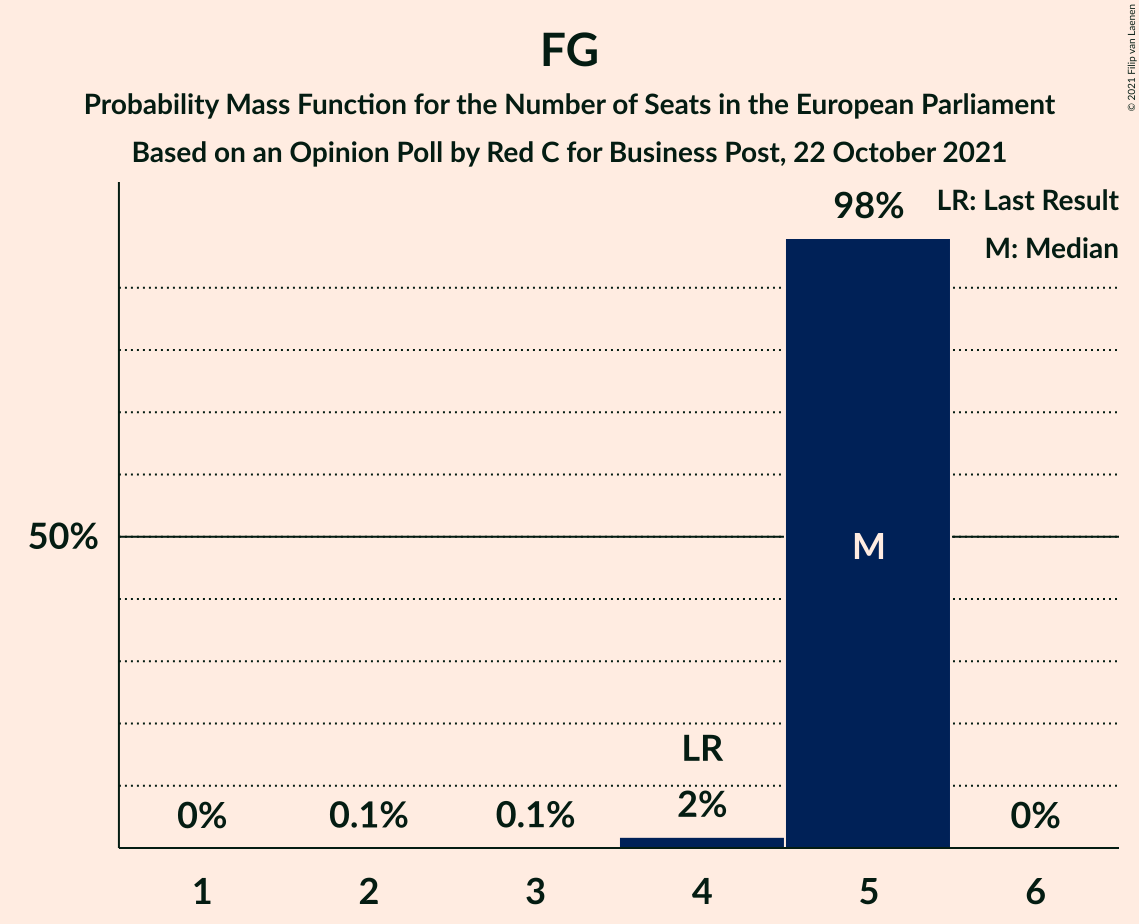 FG
Probability Mass Function for the Number of Seats in the European Parliament
Based on an Opinion Poll by Red C for Business Post, 22 October 2021
© 2021 Filip van Laenen
LR: Last Result
M: Median
98%
50%
M
LR
0%
0.1%
0.1%
2%
0%
1
2
3
4
5
6